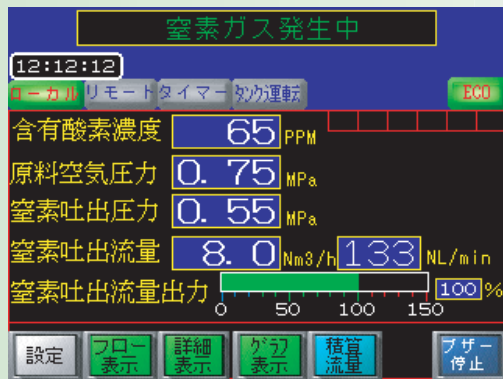 窒素ガス発生中
12:12:12
ローカル リモート タイマー タンク運転 ECO
含有酸素濃度 65 PPM
原料空気圧力 0.75 MPa
窒素吐出圧力 0.55 MPa
窒素吐出流量 8.0 Nm3/h 133 NL/min
窒素吐出流量出力 100 %
0 50 100 150
設定 フロー表示 詳細表示 グラフ表示 積算流量 ブザー停止